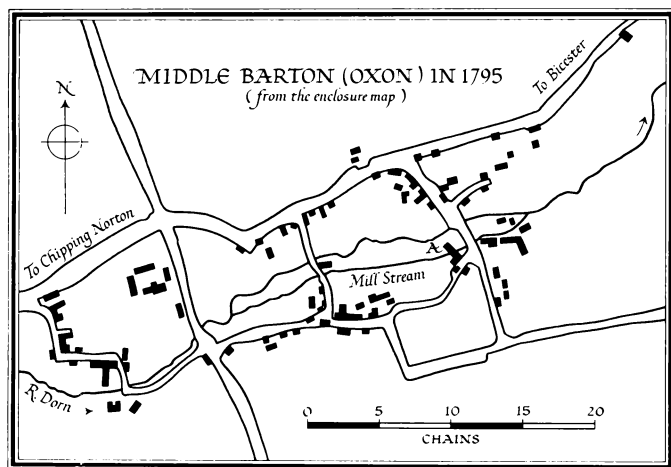 MIDDLE BARTON (OXON) IN 1795
(from the enclosure map)
To Bicester
N
To Chipping Norton
A
Mill Stream
R. Dorn
0 5 10 15 20
CHAINS